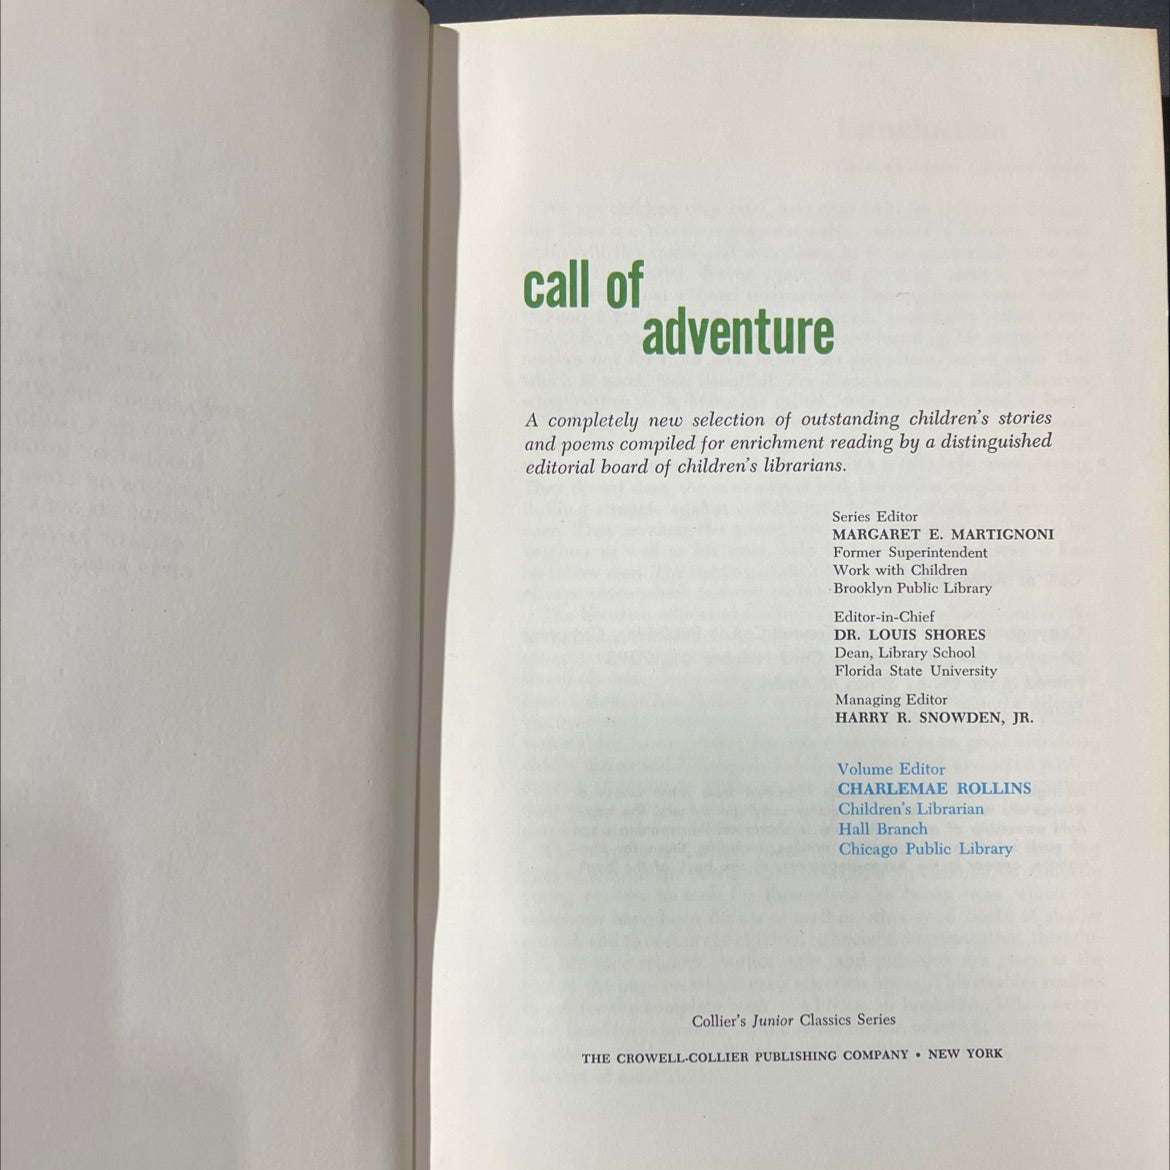 call of
adventure
A completely new selection of outstanding children's stories
and poems compiled for enrichment reading by a distinguished
editorial board of children's librarians.
Series Editor
MARGARET E. MARTIGNONI
Former Superintendent
Work with Children
Brooklyn Public Library
Editor-in-Chief
DR. LOUIS SHORES
Dean, Library School
Florida State University
Managing Editor
HARRY R. SNOWDEN, JR.
Volume Editor
CHARLEMAE ROLLINS
Children's Librarian
Hall Branch
Chicago Public Library
Collier's Junior Classics Series
THE CROWELL-COLLIER PUBLISHING COMPANY • NEW YORK